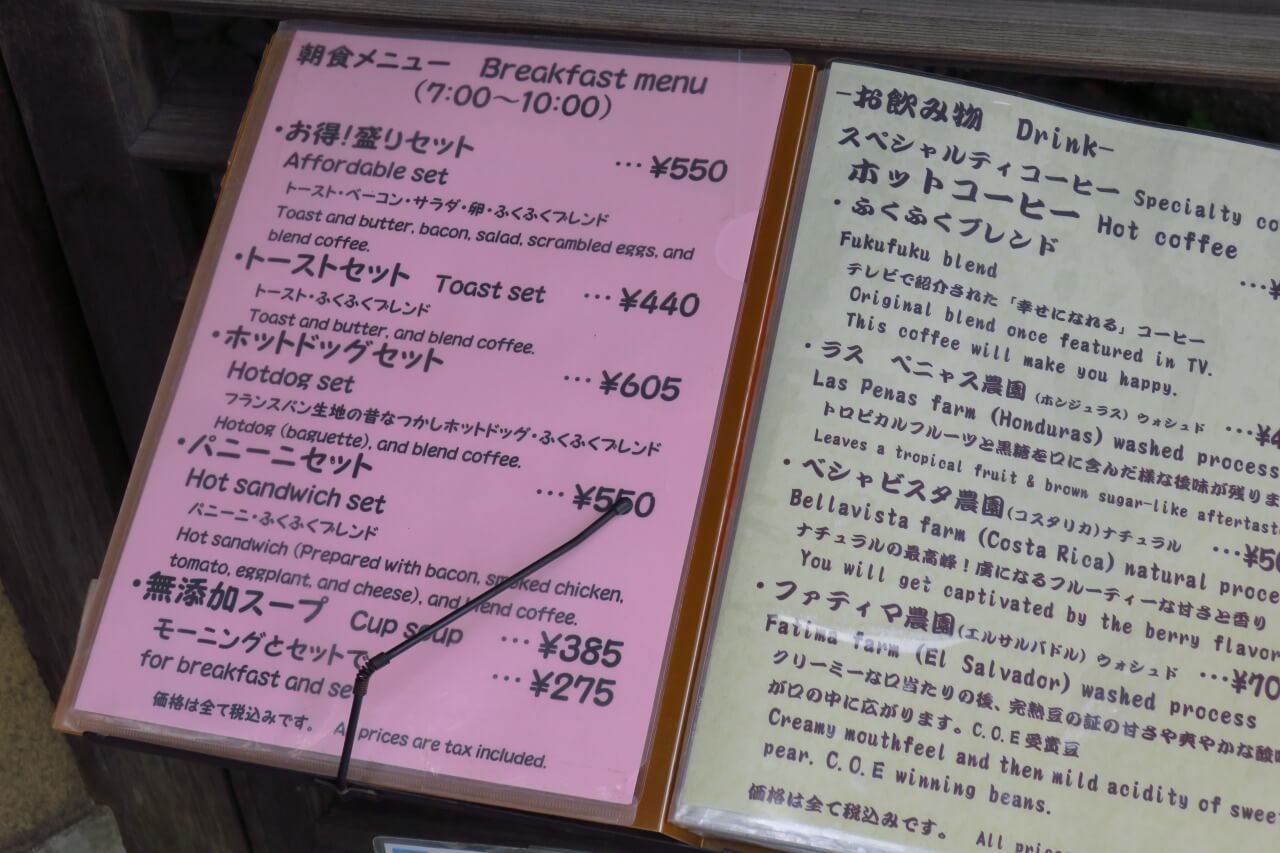 朝食メニュー Breakfast menu
(7:00～10:00)
・お得!盛りセット
Affordable set … ¥550
トースト・ベーコン・サラダ・卵・ふくふくブレンド
Toast and butter, bacon, salad, scrambled eggs, and
blend coffee.
・トーストセット Toast set … ¥440
トースト・ふくふくブレンド
Toast and butter, and blend coffee.
・ホットドッグセット
Hotdog set … ¥605
フランスパン生地の昔なつかしホットドッグ・ふくふくブレンド
Hotdog (baguette), and blend coffee.
・パニーニセット
Hot sandwich set … ¥550
パニーニ・ふくふくブレンド
Hot sandwich (Prepared with bacon, smoked chicken,
tomato, eggplant, and cheese), and blend coffee.
・無添加スープ Cup soup … ¥385
モーニングとセットで … ¥275
for breakfast and se
価格は全て税込みです。 All prices are tax included.
-お飲み物 Drink-
スペシャルティコーヒー Specialty co
ホットコーヒー Hot coffee
・ふくふくブレンド
Fukufuku blend … ¥
テレビで紹介された「幸せになれる」コーヒー
Original blend once featured in TV.
This coffee will make you happy.
・ラス ペニャス農園 (ホンジュラス) ウォシュド … ¥4
Las Penas farm (Honduras) washed process
トロピカルフルーツと黒糖を口に含んだ様な後味が残りま
Leaves a tropical fruit & brown sugar-like aftertast
・ベシャビスタ農園(コスタリカ)ナチュラル … ¥5
Bellavista farm (Costa Rica) natural proce
ナチュラルの最高峰!虜になるフルーティーな甘さと香り
You will get captivated by the berry flavor
・ファティマ農園(エルサルバドル) ウォシュド … ¥70
Fatima farm (El Salvador) washed process
クリーミーな口当たりの後、完熟豆の証の甘さや爽やかな酸味
が口の中に広がります。C.O.E受賞豆
Creamy mouthfeel and then mild acidity of swee
pear. C.O.E winning beans.
価格は全て税込みです。 All price